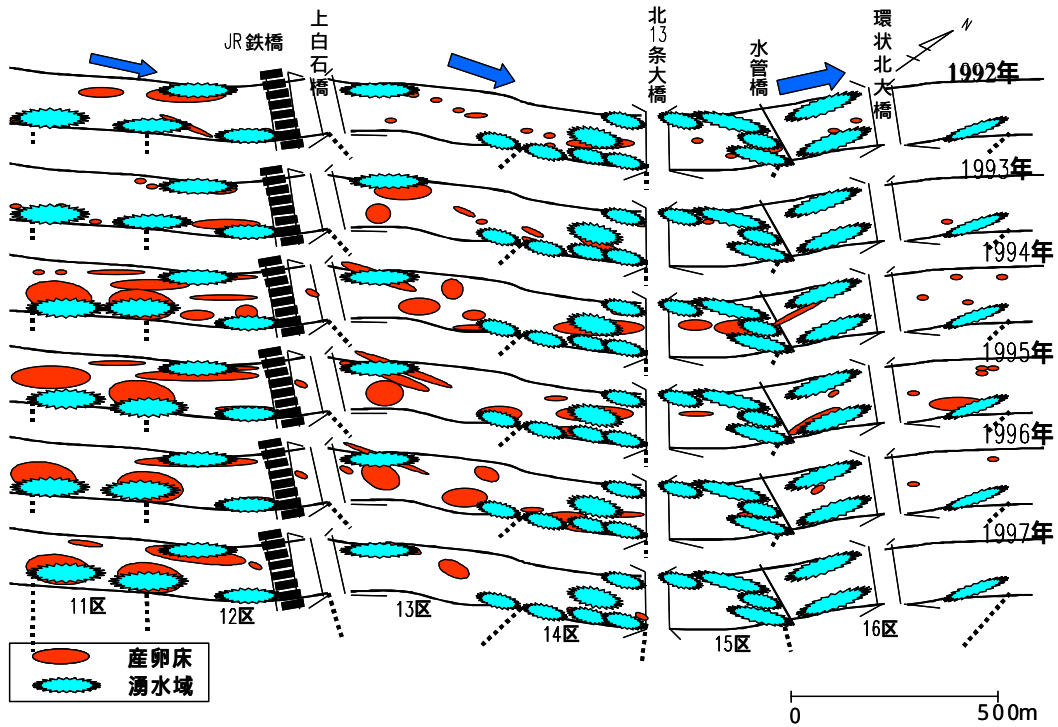 JR鉄橋
上白石橋
北13条大橋
水管橋
環状北大橋
N
1992年
1993年
1994年
1995年
1996年
1997年
11区
12区
13区
14区
15区
16区
産卵床
湧水域
0
500m